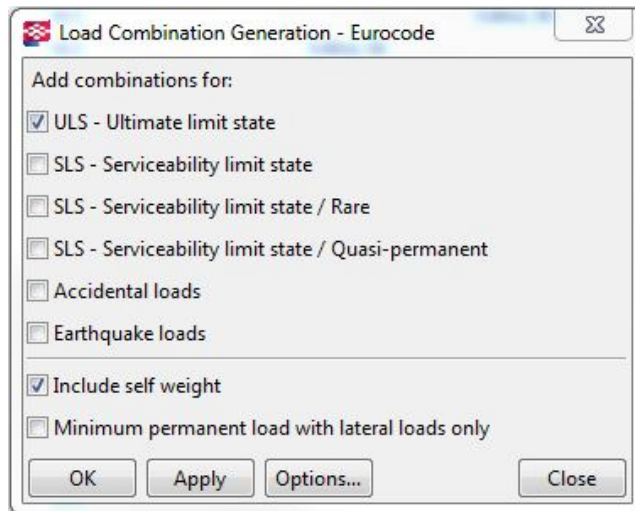 Load Combination Generation - Eurocode
Add combinations for:
ULS - Ultimate limit state
SLS - Serviceability limit state
SLS - Serviceability limit state / Rare
SLS - Serviceability limit state / Quasi-permanent
Accidental loads
Earthquake loads
Include self weight
Minimum permanent load with lateral loads only
OK Apply Options... Close